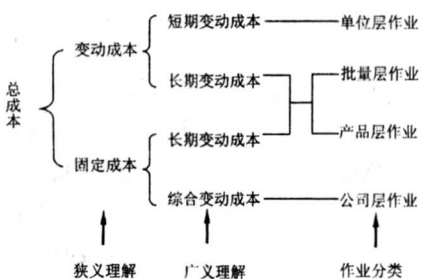 总成本
变动成本
固定成本
短期变动成本
长期变动成本
长期变动成本
综合变动成本
单位层作业
批量层作业
产品层作业
公司层作业
狭义理解
广义理解
作业分类